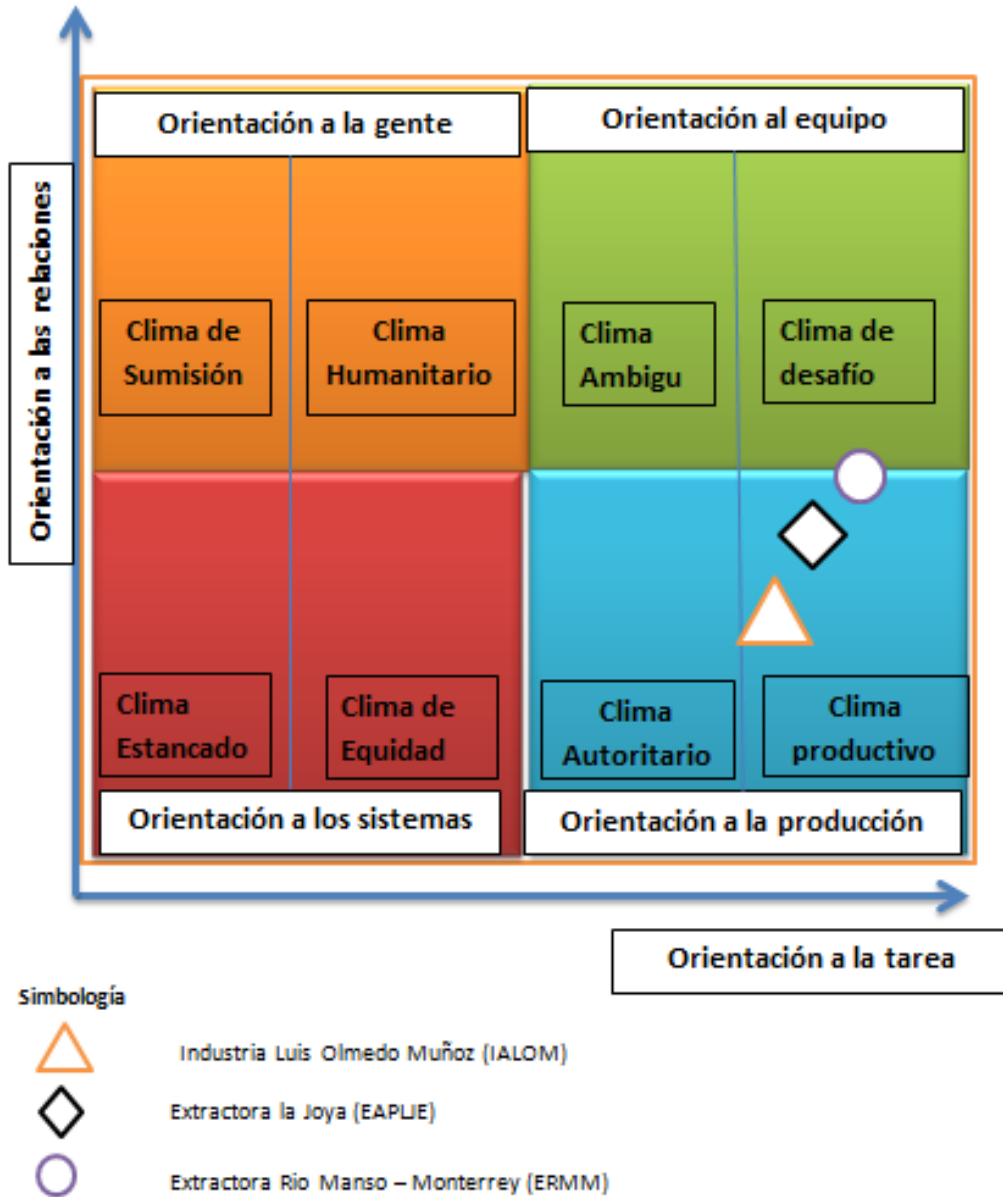 Orientación a la gente
Orientación al equipo
Orientación a las relaciones
Clima de
Sumisión
Clima
Humanitario
Clima
Ambigu
Clima de
desafío
Clima
Estancado
Clima de
Equidad
Clima
Autoritario
Clima
productivo
Orientación a los sistemas
Orientación a la producción
Orientación a la tarea
Simbología
Industria Luis Olmedo Muñoz (IALOM)
Extractora la Joya (EAPLJE)
Extractora Rio Manso – Monterrey (ERMM)